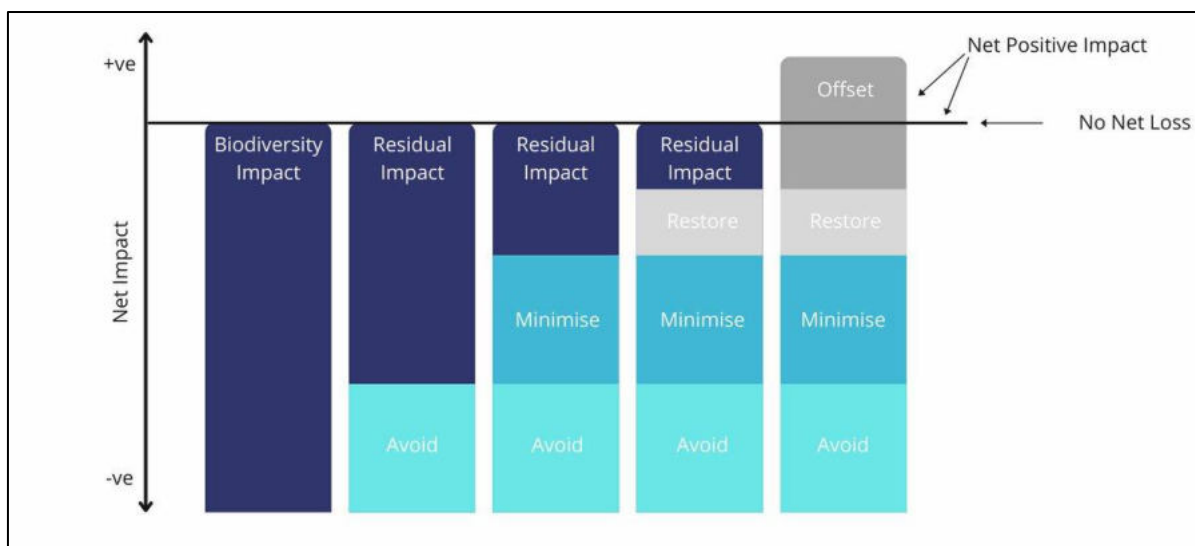 +ve
Net Positive Impact
Offset
No Net Loss
Biodiversity
Impact
Residual
Impact
Residual
Impact
Residual
Impact
Restore
Restore
Net Impact
Minimise
Minimise
Minimise
Avoid
Avoid
Avoid
Avoid
-ve